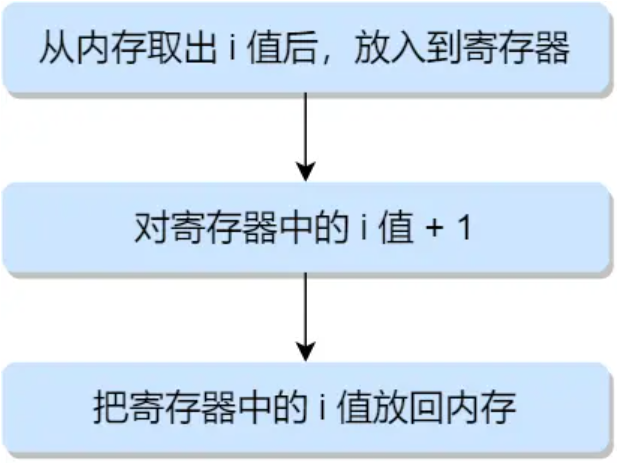 从内存取出 i 值后，放入到寄存器
对寄存器中的 i 值 + 1
把寄存器中的 i 值放回内存